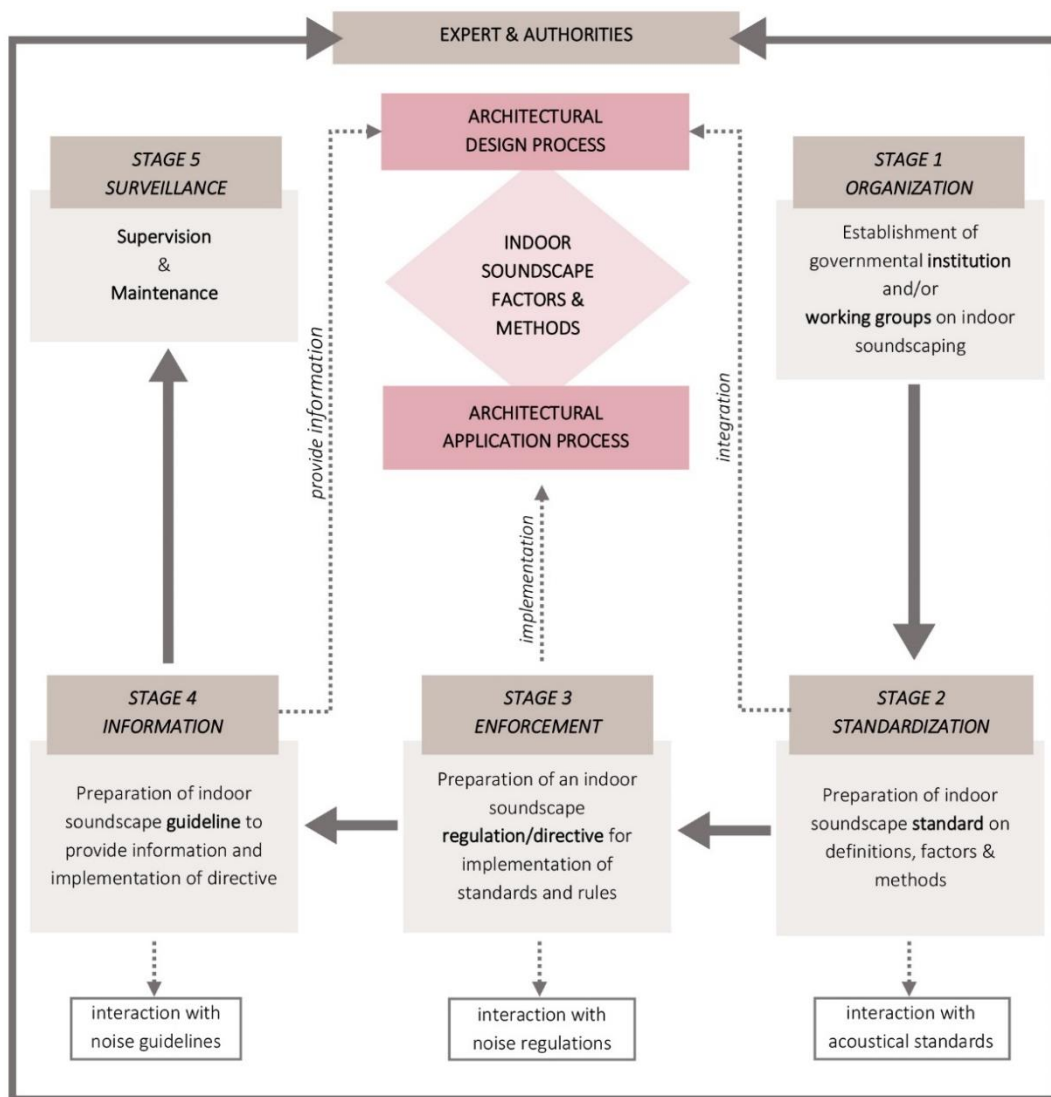 EXPERT & AUTHORITIES
ARCHITECTURAL
DESIGN PROCESS
STAGE 5
SURVEILLANCE
Supervision
&
Maintenance
INDOOR
SOUNDSCAPE
FACTORS &
METHODS
STAGE 1
ORGANIZATION
Establishment of
governmental institution
and/or
working groups on indoor
soundscaping
ARCHITECTURAL
APPLICATION PROCESS
provide information
integration
implementation
STAGE 4
INFORMATION
Preparation of indoor
soundscape guideline to
provide information and
implementation of directive
STAGE 3
ENFORCEMENT
Preparation of an indoor
soundscape
regulation/directive for
implementation of
standards and rules
STAGE 2
STANDARDIZATION
Preparation of indoor
soundscape standard on
definitions, factors &
methods
interaction with
noise guidelines
interaction with
noise regulations
interaction with
acoustical standards